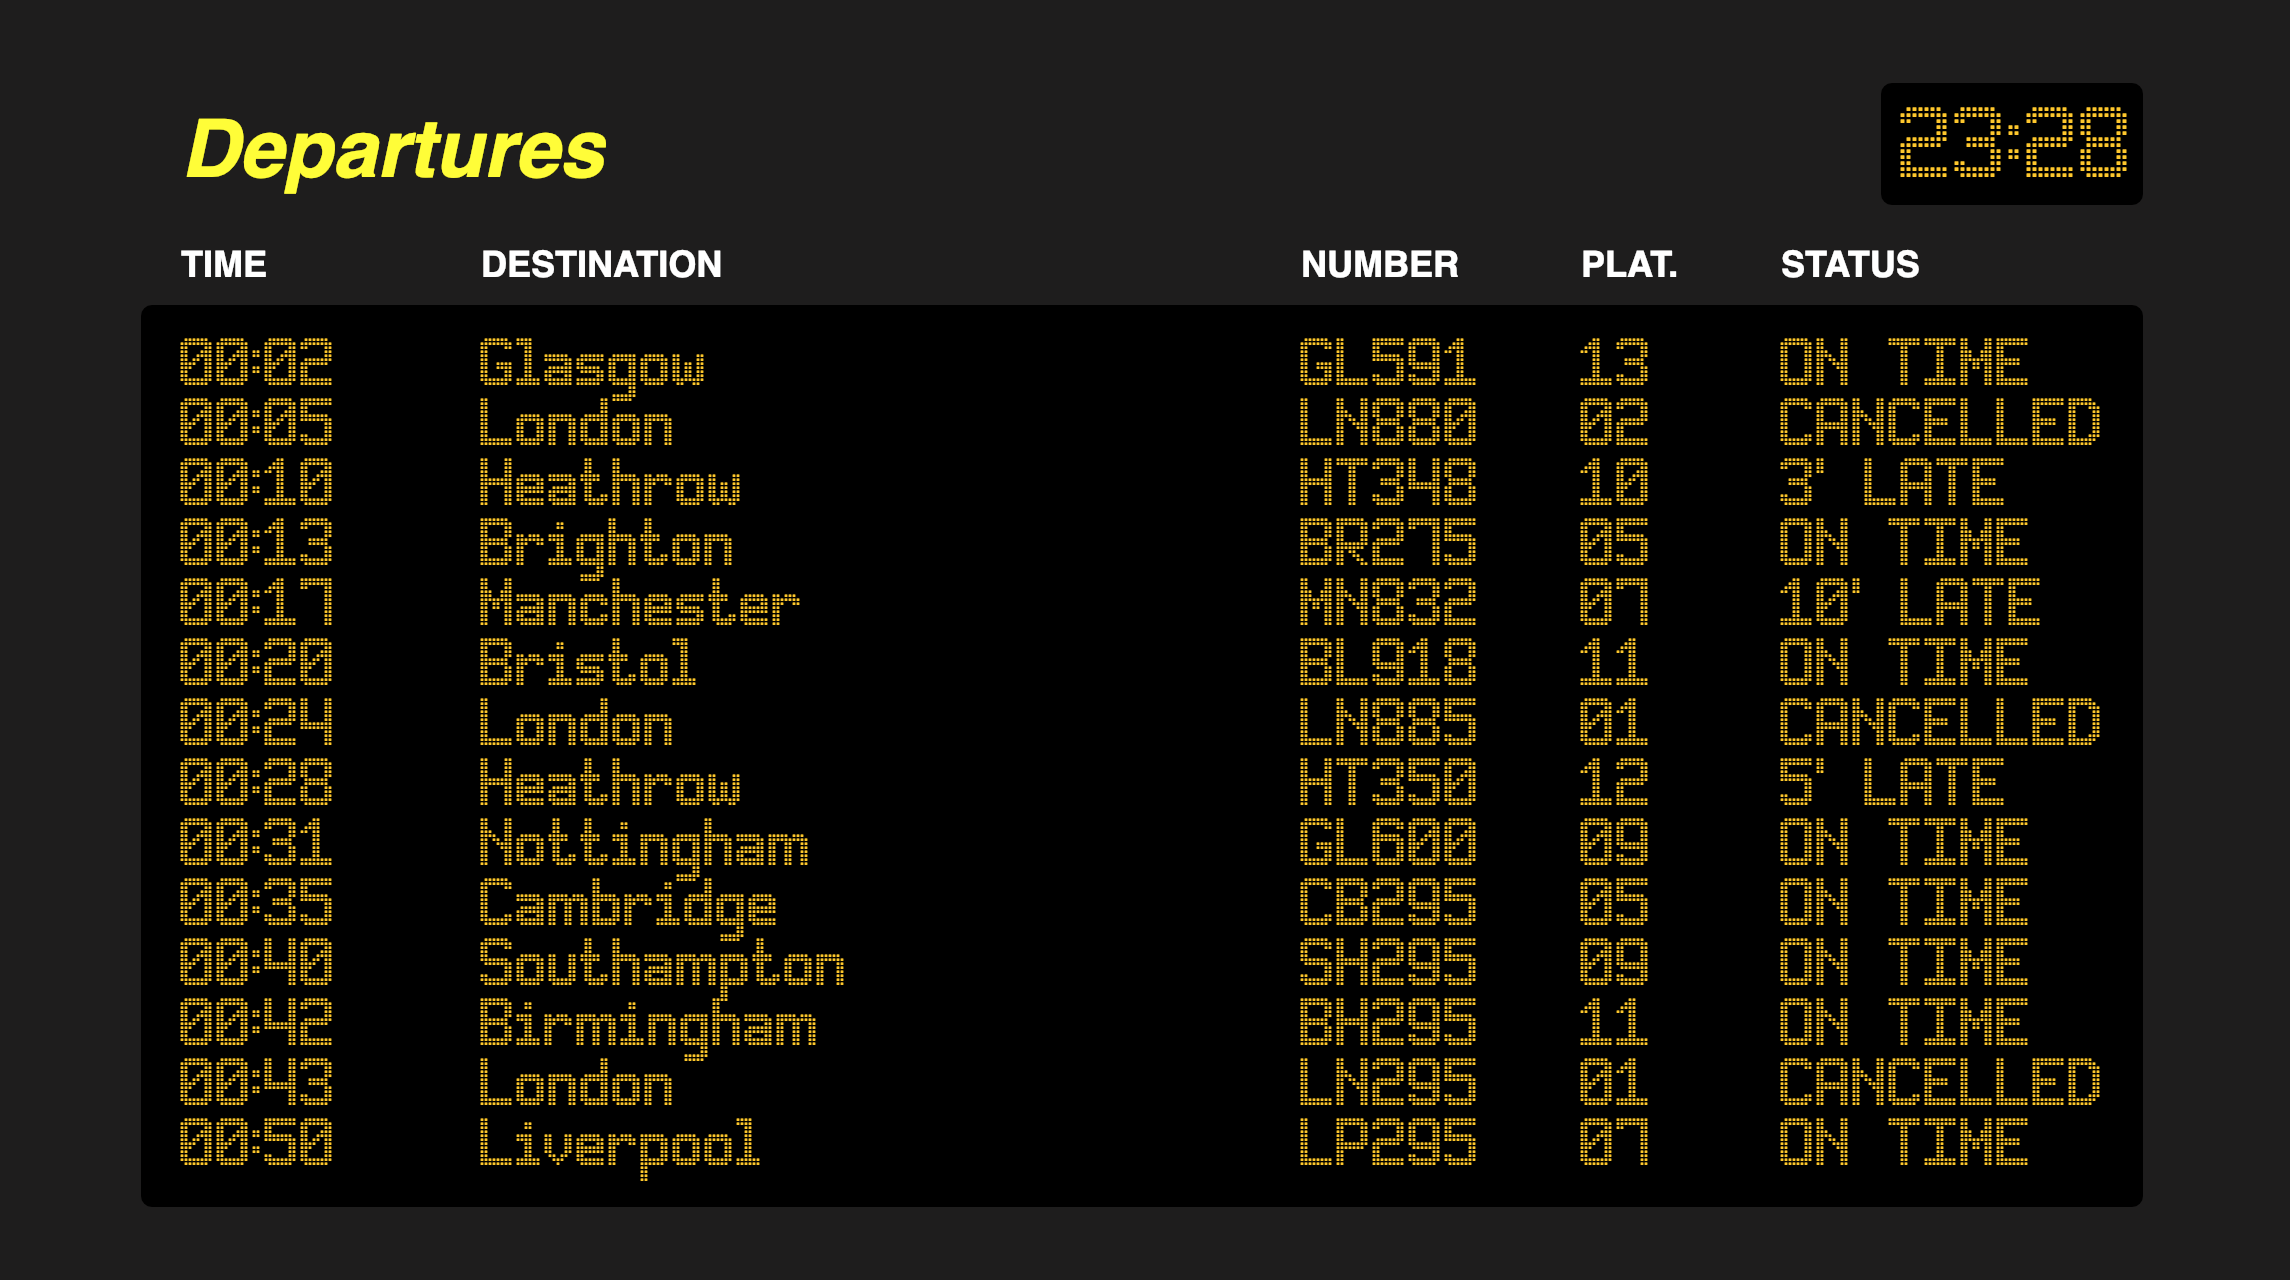 Departures 23:28
TIME DESTINATION NUMBER PLAT. STATUS
00:02 Glasgow GL591 13 ON TIME
00:05 London LN880 02 CANCELLED
00:10 Heathrow HT348 10 3' LATE
00:13 Brighton BR275 05 ON TIME
00:17 Manchester MN832 07 10' LATE
00:20 Bristol BL918 11 ON TIME
00:24 London LN885 01 CANCELLED
00:28 Heathrow HT350 12 5' LATE
00:31 Nottingham GL600 09 ON TIME
00:35 Cambridge CB295 05 ON TIME
00:40 Southampton SH295 09 ON TIME
00:42 Birmingham BH295 11 ON TIME
00:43 London LN295 01 CANCELLED
00:50 Liverpool LP295 07 ON TIME